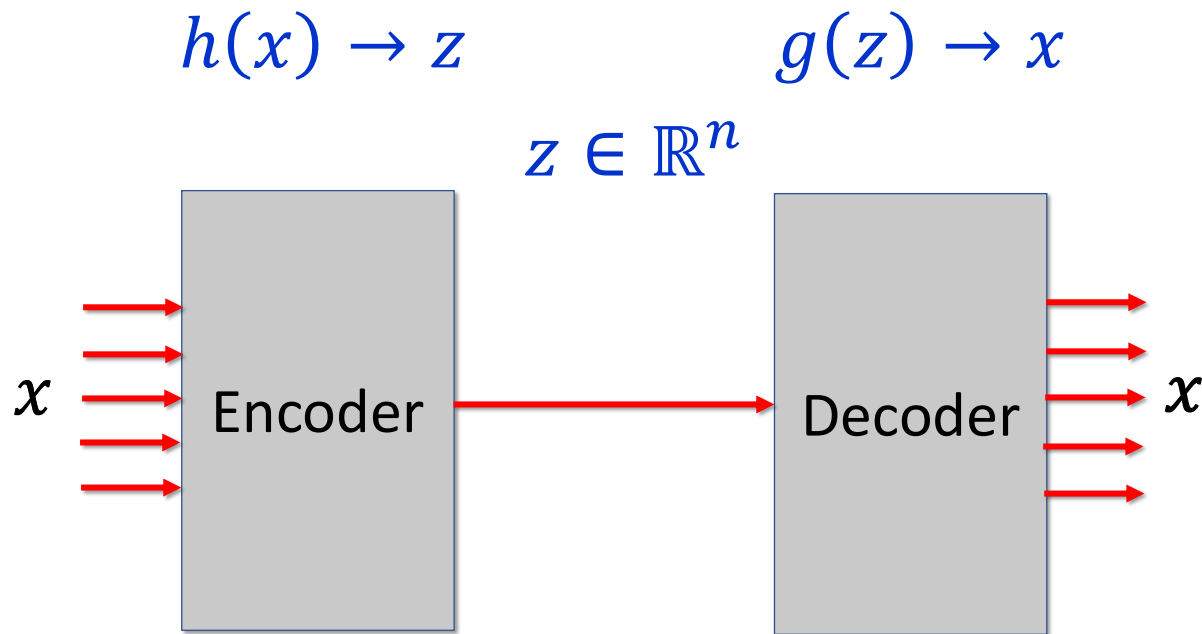 h(x) → z
g(z) → x
z ∈ ℝⁿ
x
Encoder
Decoder
x